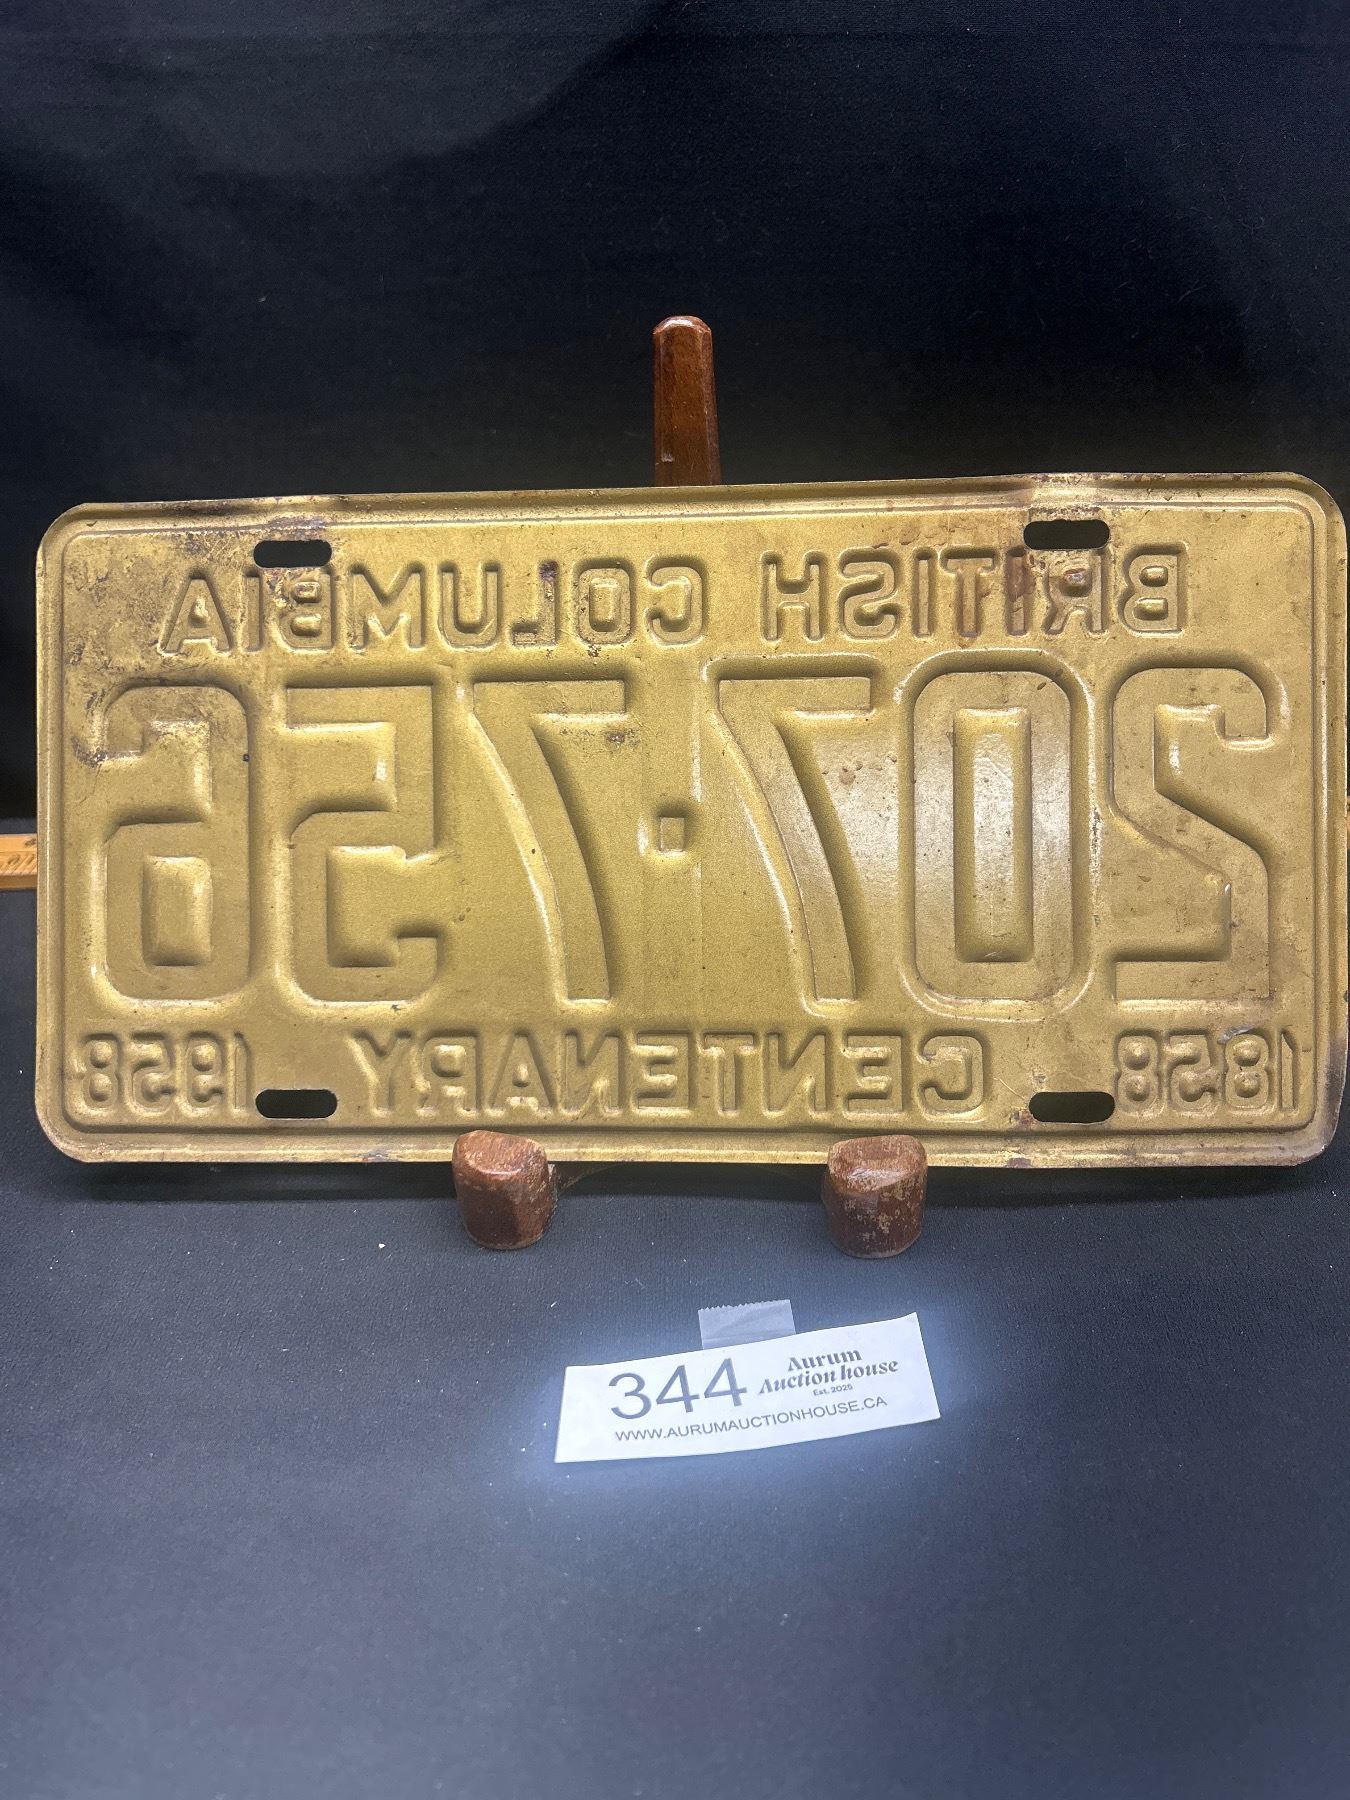 BRITISH COLUMBIA
207·756
1858 CENTENARY 1958
344 Aurum
Auction house
Est. 2025
WWW.AURUMAUCTIONHOUSE.CA